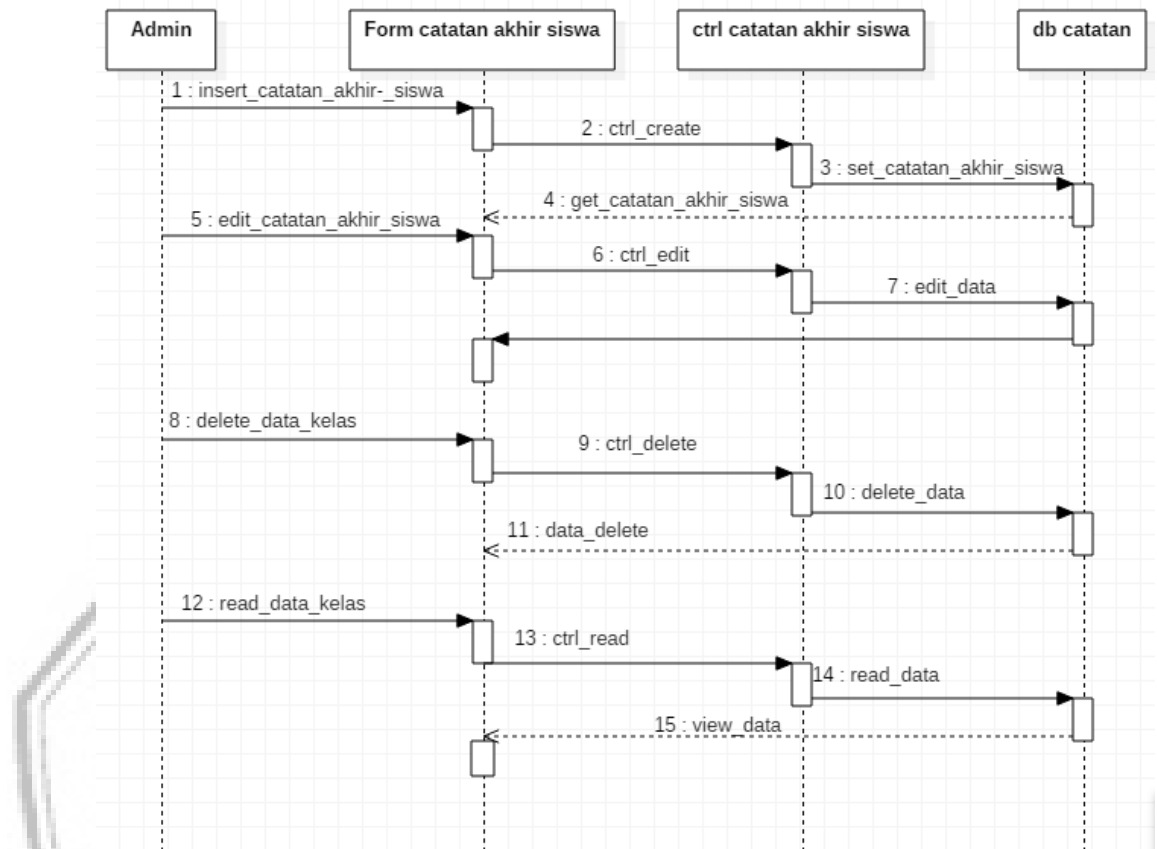 Admin
Form catatan akhir siswa
ctrl catatan akhir siswa
db catatan
1 : insert_catatan_akhir-_siswa
2 : ctrl_create
3 : set_catatan_akhir_siswa
4 : get_catatan_akhir_siswa
5 : edit_catatan_akhir_siswa
6 : ctrl_edit
7 : edit_data
8 : delete_data_kelas
9 : ctrl_delete
10 : delete_data
11 : data_delete
12 : read_data_kelas
13 : ctrl_read
14 : read_data
15 : view_data